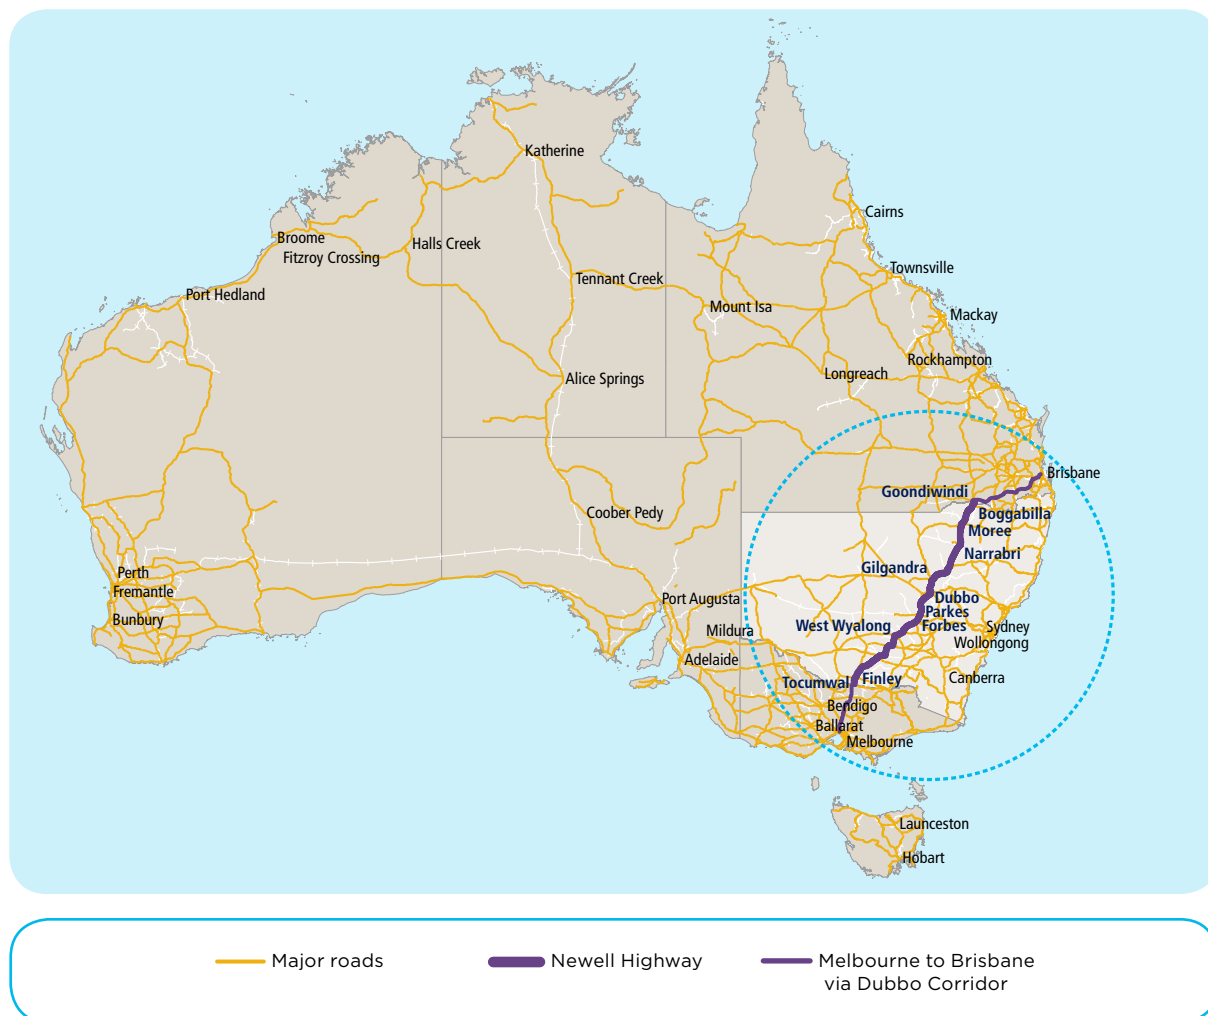 Katherine
Cairns
Broome
Halls Creek
Fitzroy Crossing
Townsville
Tennant Creek
Port Hedland
Mount Isa
Mackay
Rockhampton
Longreach
Alice Springs
Brisbane
Goondiwindi
Coober Pedy
Boggabilla
Moree
Narrabri
Gilgandra
Perth
Fremantle
Port Augusta
Dubbo
Parkes
Bunbury
West Wyalong
Forbes
Sydney
Mildura
Wollongong
Adelaide
Canberra
Tocumwal
Finley
Bendigo
Ballarat
Melbourne
Launceston
Hobart
Major roads
Newell Highway
Melbourne to Brisbane
via Dubbo Corridor